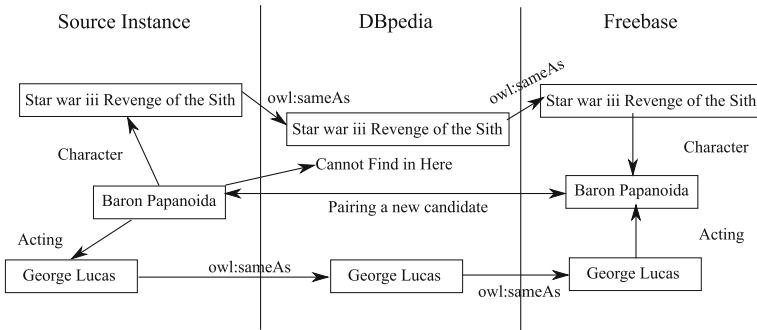 Source Instance
DBpedia
Freebase
Star war iii Revenge of the Sith
owl:sameAs
Star war iii Revenge of the Sith
owl:sameAs
Star war iii Revenge of the Sith
Character
Cannot Find in Here
Character
Baron Papanoida
Pairing a new candidate
Baron Papanoida
Acting
Acting
George Lucas
owl:sameAs
George Lucas
owl:sameAs
George Lucas